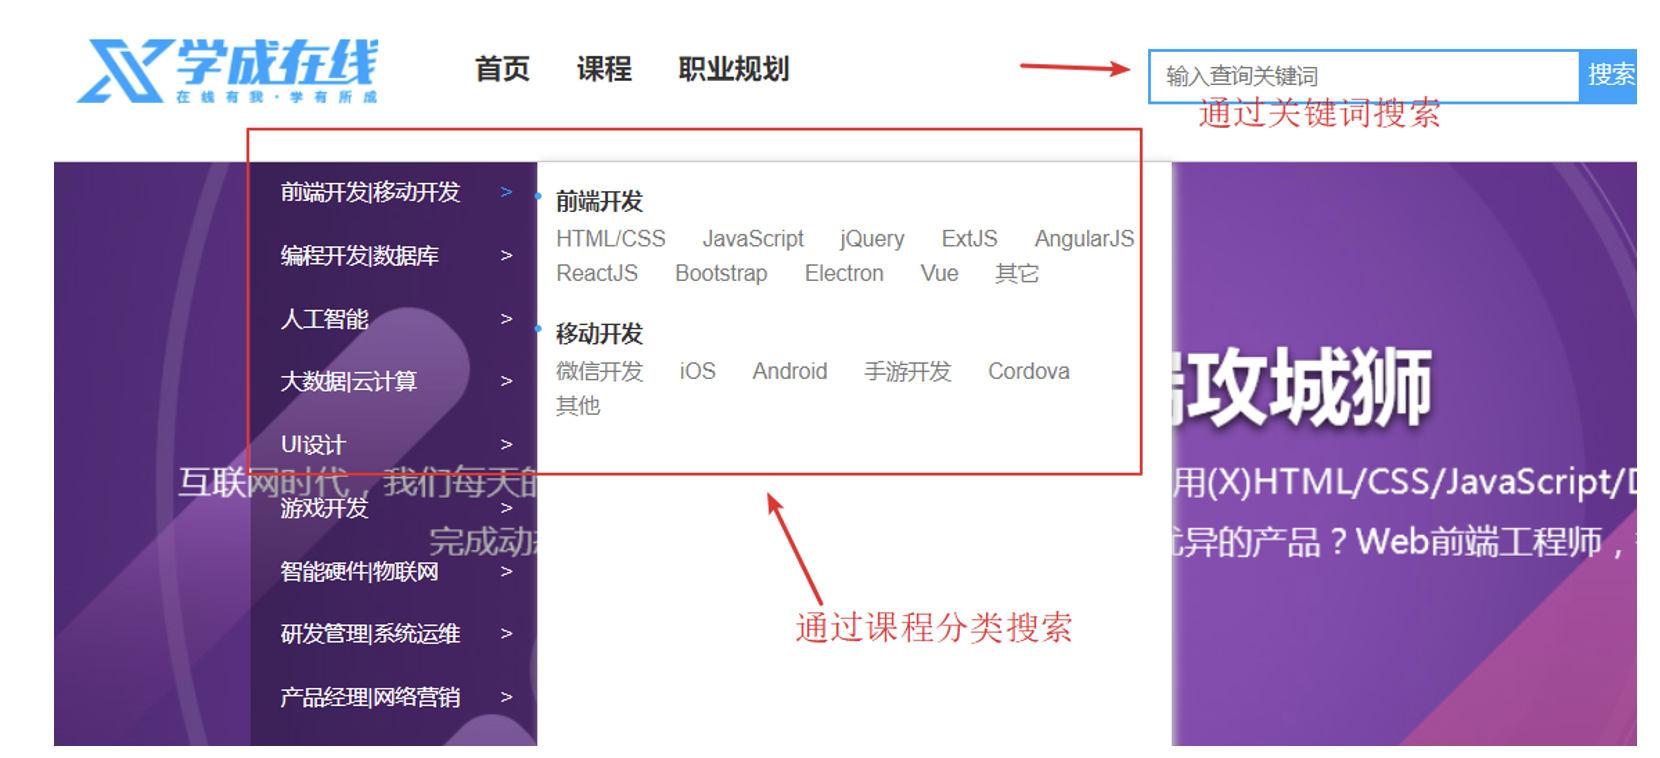 学成在线
在线有我·学有所成
首页 课程 职业规划
输入查询关键词 搜索
通过关键词搜索
前端开发|移动开发 >
编程开发|数据库 >
人工智能 >
大数据|云计算 >
UI设计 >
游戏开发 >
智能硬件|物联网 >
研发管理|系统运维 >
产品经理|网络营销 >
前端开发
HTML/CSS JavaScript jQuery ExtJS AngularJS
ReactJS Bootstrap Electron Vue 其它
移动开发
微信开发 iOS Android 手游开发 Cordova
其他
攻城狮
互联网时代，我们每天的
用(X)HTML/CSS/JavaScript/
完成动
异的产品？Web前端工程师，
通过课程分类搜索